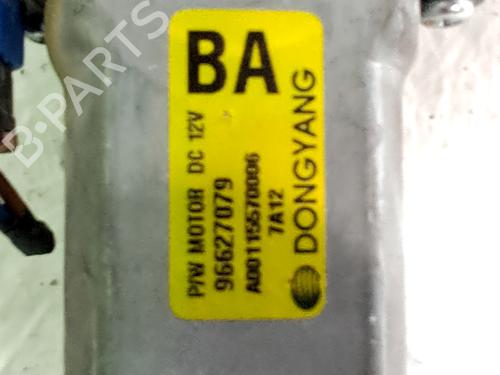 BA
P/W MOTOR DC 12V
96627079
A00115570006
7A12
DONGYANG
B-PARTS